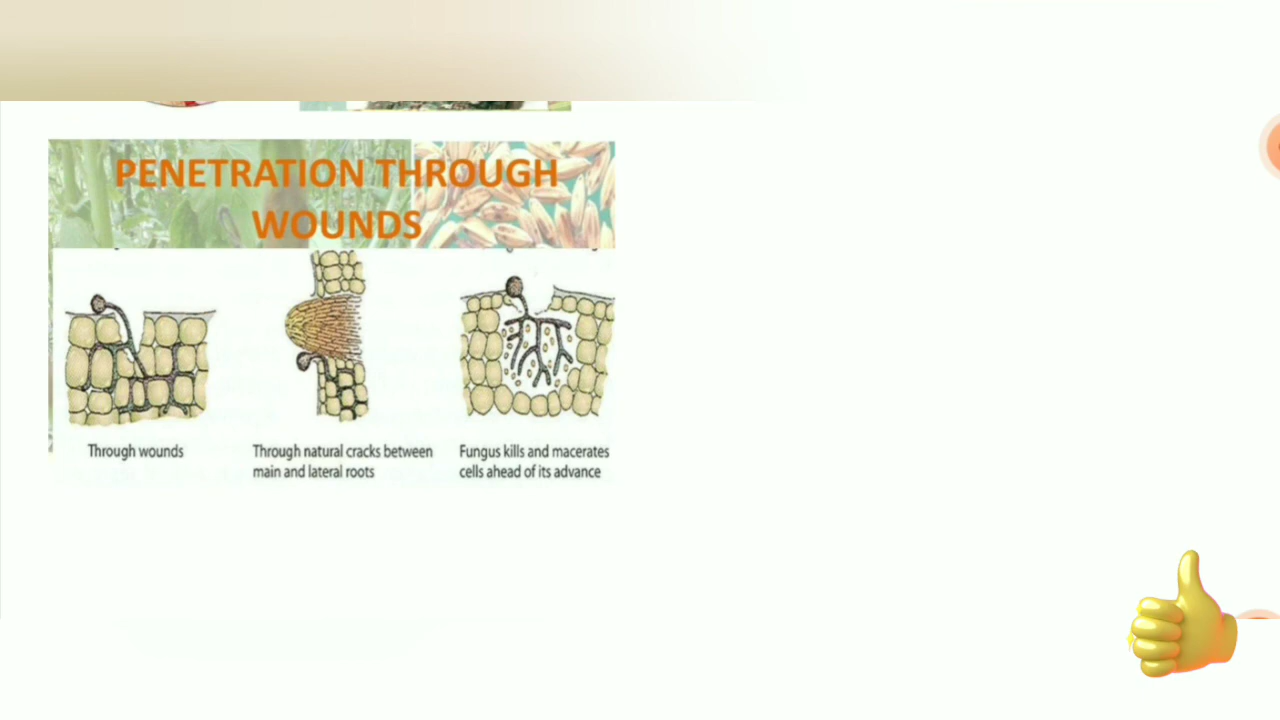 PENETRATION THROUGH
WOUNDS
Through wounds
Through natural cracks between
main and lateral roots
Fungus kills and macerates
cells ahead of its advance